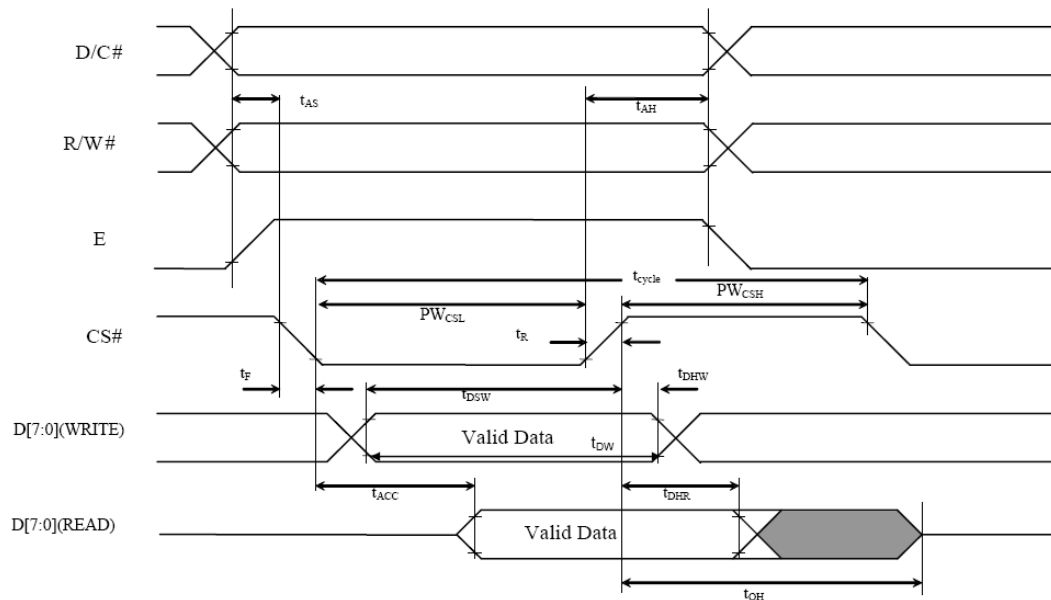 D/C#
tAS
tAH
R/W#
E
tcycle
PWCSH
PWCSL
CS#
tR
tF
tDSW
tDHW
D[7:0](WRITE)
Valid Data
tDW
tACC
tDHR
D[7:0](READ)
Valid Data
tOH